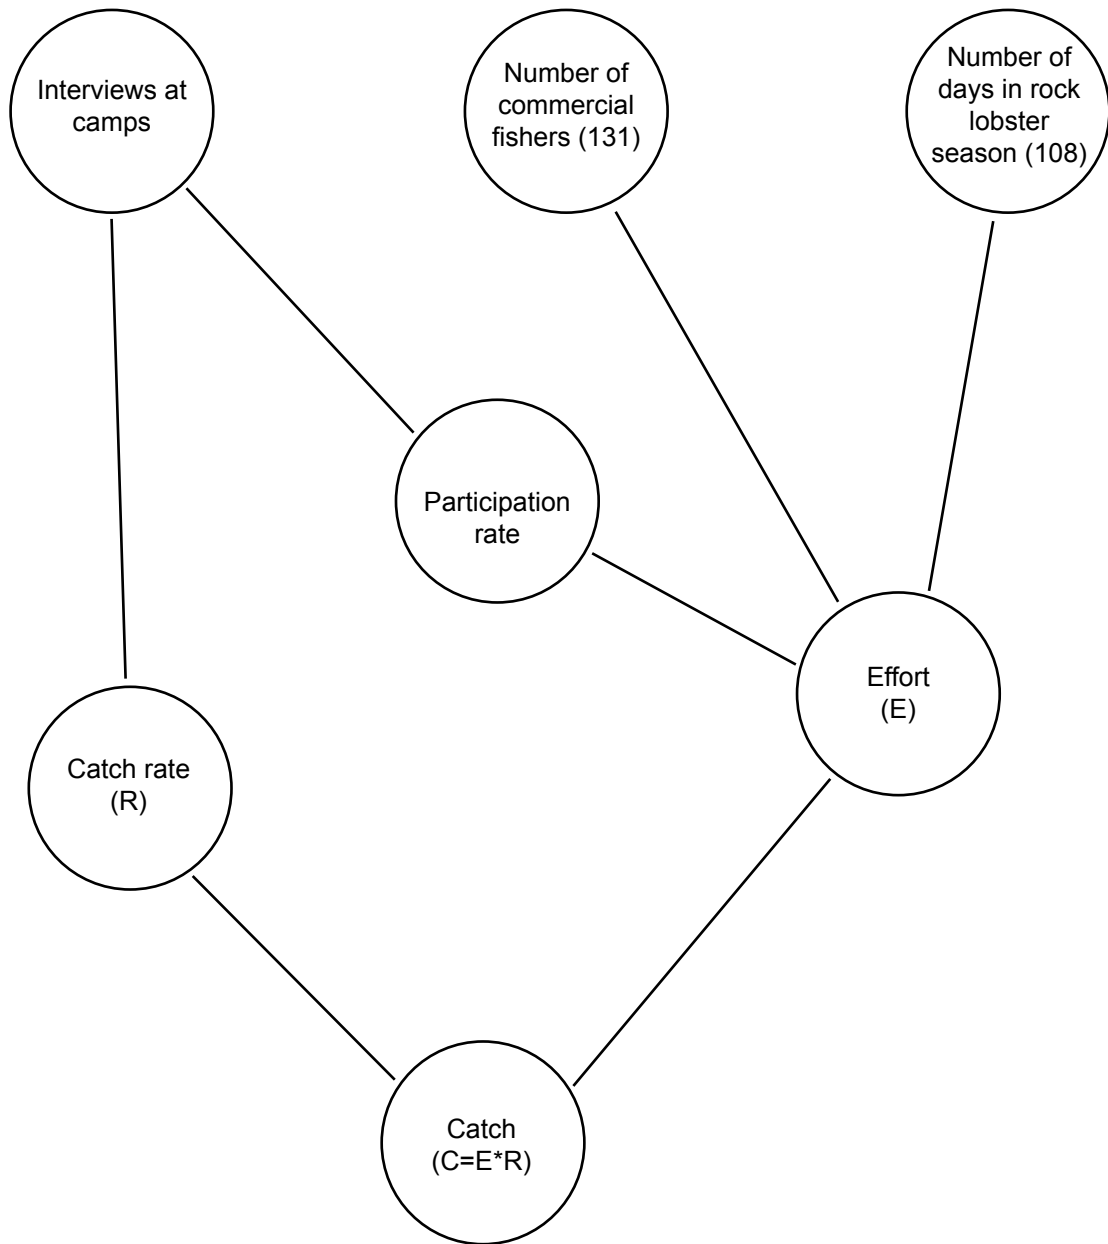 Interviews at
camps
Number of
commercial
fishers (131)
Number of
days in rock
lobster
season (108)
Participation
rate
Effort
(E)
Catch rate
(R)
Catch
(C=E*R)